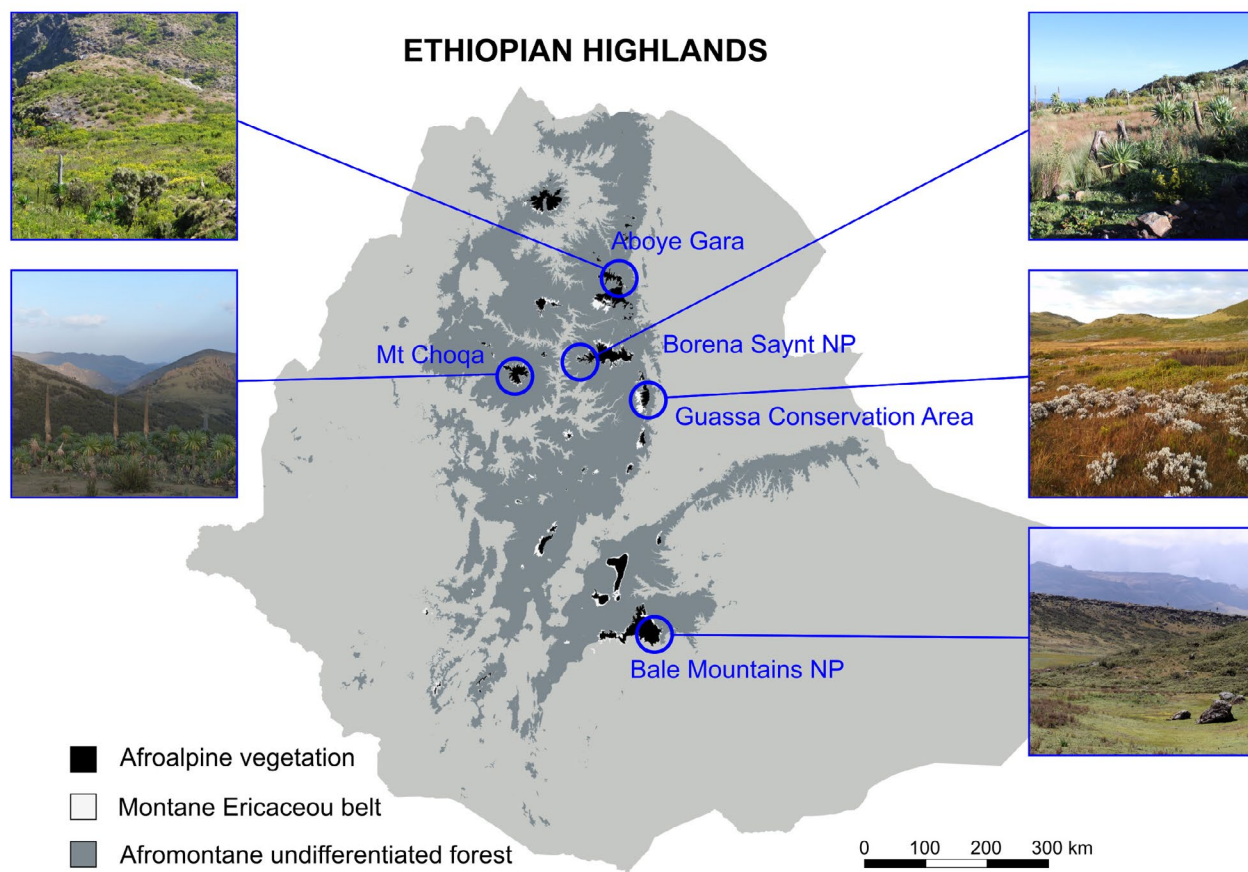 ETHIOPIAN HIGHLANDS
Aboye Gara
Borena Saynt NP
Mt Choqa
Guassa Conservation Area
Bale Mountains NP
Afroalpine vegetation
Montane Ericaceou belt
Afromontane undifferentiated forest
0 100 200 300 km